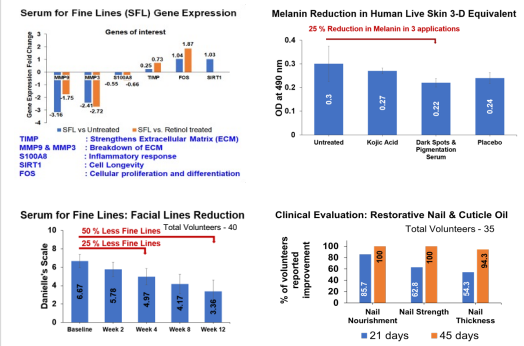 Serum for Fine Lines (SFL) Gene Expression
Genes of interest
Gene Expression Fold Change
3
2
1
0
-1
-2
-3
-4
MMP9
MMP3
S100A8
TIMP
FOS
SIRT1
-3.16
-1.75
-2.41
-2.72
-0.55
-0.66
0.25
0.73
1.04
1.87
1.03
SFL vs Untreated
SFL vs. Retinol treated
TIMP : Strengthens Extracellular Matrix (ECM)
MMP9 & MMP3 : Breakdown of ECM
S100A8 : Inflammatory response
SIRT1 : Cell Longevity
FOS : Cellular proliferation and differentiation
Melanin Reduction in Human Live Skin 3-D Equivalent
25 % Reduction in Melanin in 3 applications
OD at 490 nm
0.4
0.3
0.2
0.1
0
0.3
0.27
0.22
0.24
Untreated
Kojic Acid
Dark Spots &
Pigmentation
Serum
Placebo
Serum for Fine Lines: Facial Lines Reduction
Total Volunteers - 40
50 % Less Fine Lines
25 % Less Fine Lines
Danielle's Scale
10
8
6
4
2
0
6.67
5.78
4.97
4.17
3.36
Baseline
Week 2
Week 4
Week 8
Week 12
Clinical Evaluation: Restorative Nail & Cuticle Oil
Total Volunteers - 35
% of volunteers
reported
improvement
100
80
60
40
20
0
85.7
100
62.8
100
54.3
94.3
Nail
Nourishment
Nail Strength
Nail
Thickness
21 days
45 days